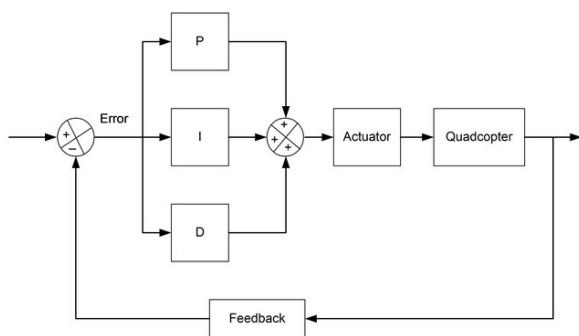 P
Error
+
−
I
+
+
+
Actuator
Quadcopter
D
Feedback